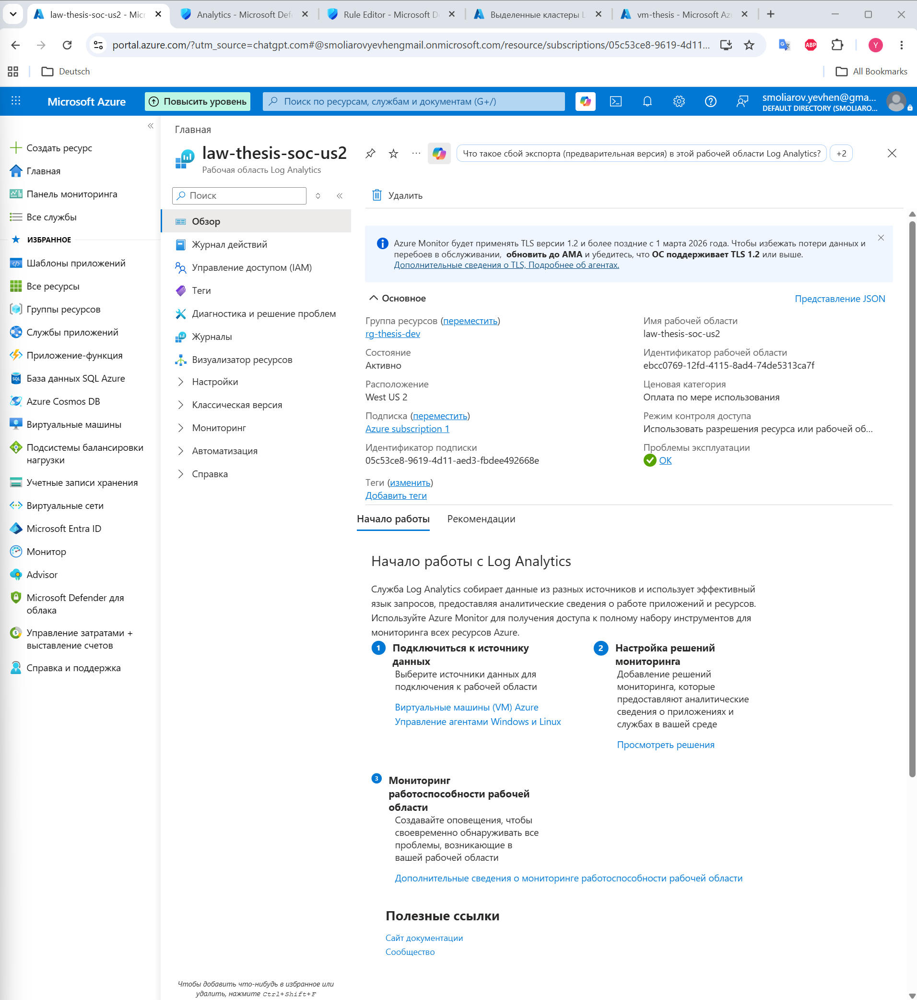 law-thesis-soc-us2 - Micr
Analytics - Microsoft Defe
Rule Editor - Microsoft D
Выделенные кластеры L
vm-thesis - Microsoft Az
portal.azure.com/?utm_source=chatgpt.com#@smoliarovyevhengmail.onmicrosoft.com/resource/subscriptions/05c53ce8-9619-4d11...
ABP
Y
Deutsch
All Bookmarks
Microsoft Azure
Повысить уровень
Поиск по ресурсам, службам и документам (G+/)
smoliarov.yevhen@gma...
DEFAULT DIRECTORY (SMOLIARO...
Создать ресурс
Главная
Панель мониторинга
Все службы
ИЗБРАННОЕ
Шаблоны приложений
Все ресурсы
Группы ресурсов
Службы приложений
Приложение-функция
База данных SQL Azure
Azure Cosmos DB
Виртуальные машины
Подсистемы балансировки
нагрузки
Учетные записи хранения
Виртуальные сети
Microsoft Entra ID
Монитор
Advisor
Microsoft Defender для
облака
Управление затратами +
выставление счетов
Справка и поддержка
Главная
law-thesis-soc-us2
Рабочая область Log Analytics
Что такое сбой экспорта (предварительная версия) в этой рабочей области Log Analytics?
+2
Поиск
Обзор
Журнал действий
Управление доступом (IAM)
Теги
Диагностика и решение проблем
Журналы
Визуализатор ресурсов
Настройки
Классическая версия
Мониторинг
Автоматизация
Справка
Чтобы добавить что-нибудь в избранное или
удалить, нажмите Ctrl+Shift+F
Удалить
Azure Monitor будет применять TLS версии 1.2 и более поздние с 1 марта 2026 года. Чтобы избежать потери данных и
перебоев в обслуживании, обновить до AMA и убедитесь, что ОС поддерживает TLS 1.2 или выше.
Дополнительные сведения о TLS, Подробнее об агентах.
Основное
Представление JSON
Группа ресурсов (переместить)
rg-thesis-dev
Состояние
Активно
Расположение
West US 2
Подписка (переместить)
Azure subscription 1
Идентификатор подписки
05c53ce8-9619-4d11-aed3-fbdee492668e
Имя рабочей области
law-thesis-soc-us2
Идентификатор рабочей области
ebcc0769-12fd-4115-8ad4-74de5313ca7f
Ценовая категория
Оплата по мере использования
Режим контроля доступа
Использовать разрешения ресурса или рабочей об...
Проблемы эксплуатации
OK
Теги (изменить)
Добавить теги
Начало работы
Рекомендации
Начало работы с Log Analytics
Служба Log Analytics собирает данные из разных источников и использует эффективный
язык запросов, предоставляя аналитические сведения о работе приложений и ресурсов.
Используйте Azure Monitor для получения доступа к полному набору инструментов для
мониторинга всех ресурсов Azure.
1
Подключиться к источнику
данных
Выберите источники данных для
подключения к рабочей области
Виртуальные машины (VM) Azure
Управление агентами Windows и Linux
2
Настройка решений
мониторинга
Добавление решений
мониторинга, которые
предоставляют аналитические
сведения о приложениях и
службах в вашей среде
Просмотреть решения
3
Мониторинг
работоспособности рабочей
области
Создавайте оповещения, чтобы
своевременно обнаруживать все
проблемы, возникающие в
вашей рабочей области
Дополнительные сведения о мониторинге работоспособности рабочей области
Полезные ссылки
Сайт документации
Сообщество